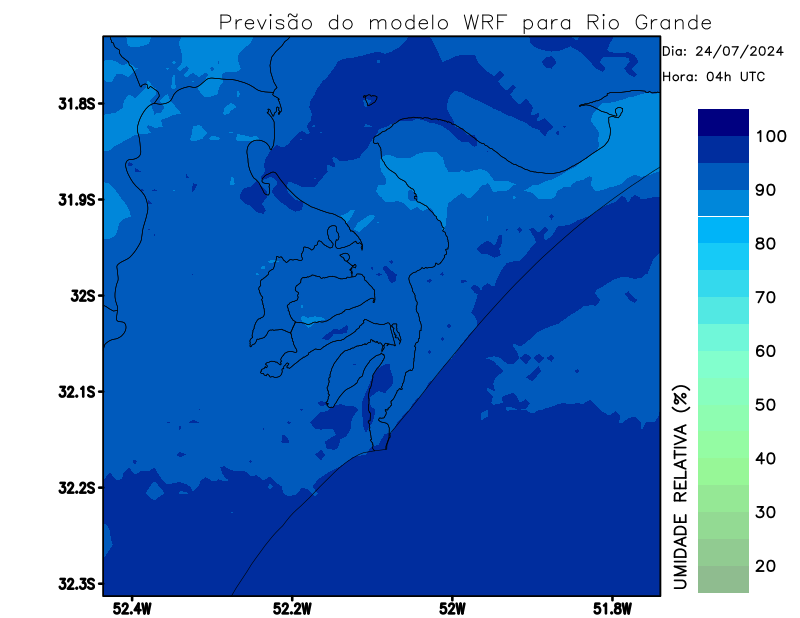 Previsão do modelo WRF para Rio Grande
Dia: 24/07/2024
Hora: 04h UTC
31.8S
31.9S
32S
32.1S
32.2S
32.3S
52.4W
52.2W
52W
51.8W
100
90
80
70
60
50
40
30
20
UMIDADE RELATIVA (%)